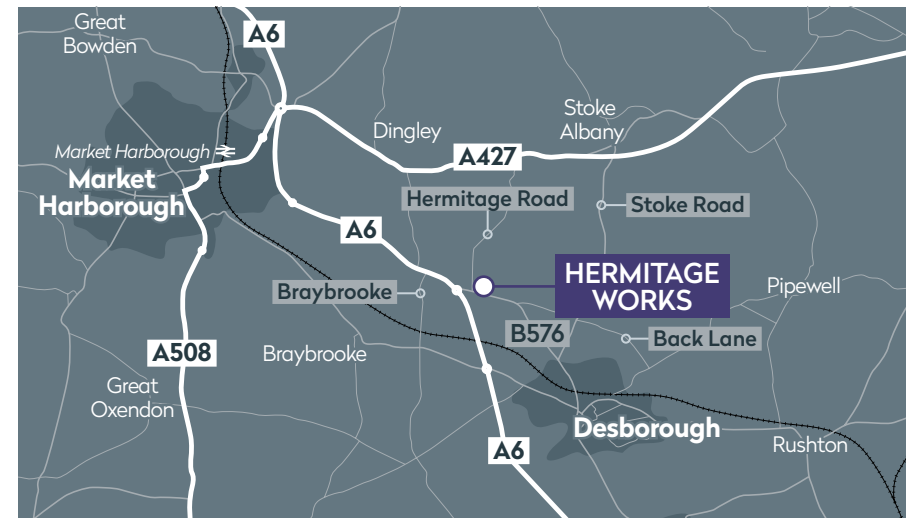 Great
Bowden
A6
Stoke
Albany
Dingley
Market Harborough
A427
Market
Harborough
Hermitage Road
Stoke Road
A6
HERMITAGE
WORKS
Braybrooke
Pipewell
B576
Back Lane
A508
Braybrooke
Great
Oxendon
Desborough
Rushton
A6